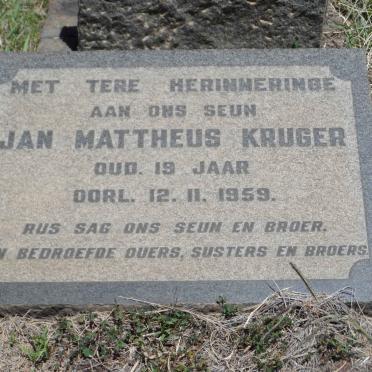 MET TERE HERINNERINGE
AAN ONS SEUN
JAN MATTHEUS KRUGER
OUD. 19 JAAR
OORL. 12. 11. 1959.
RUS SAG ONS SEUN EN BROER.
BEDROEFDE OUERS, SUSTERS EN BROERS